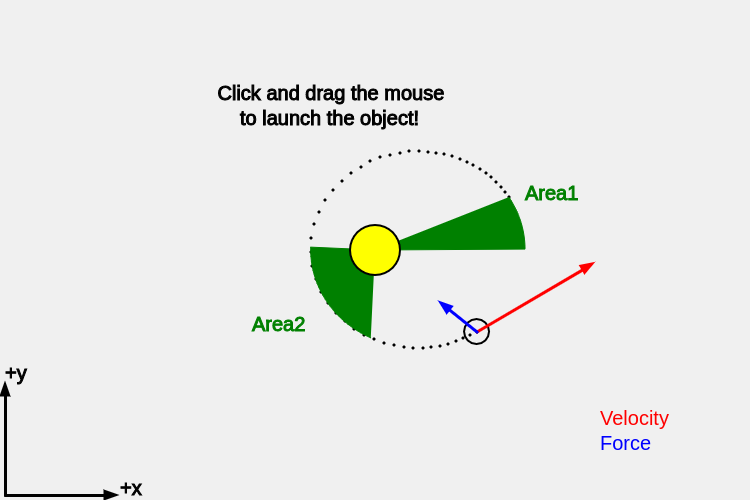 Click and drag the mouse
to launch the object!
Area1
Area2
+y
+x
Velocity
Force